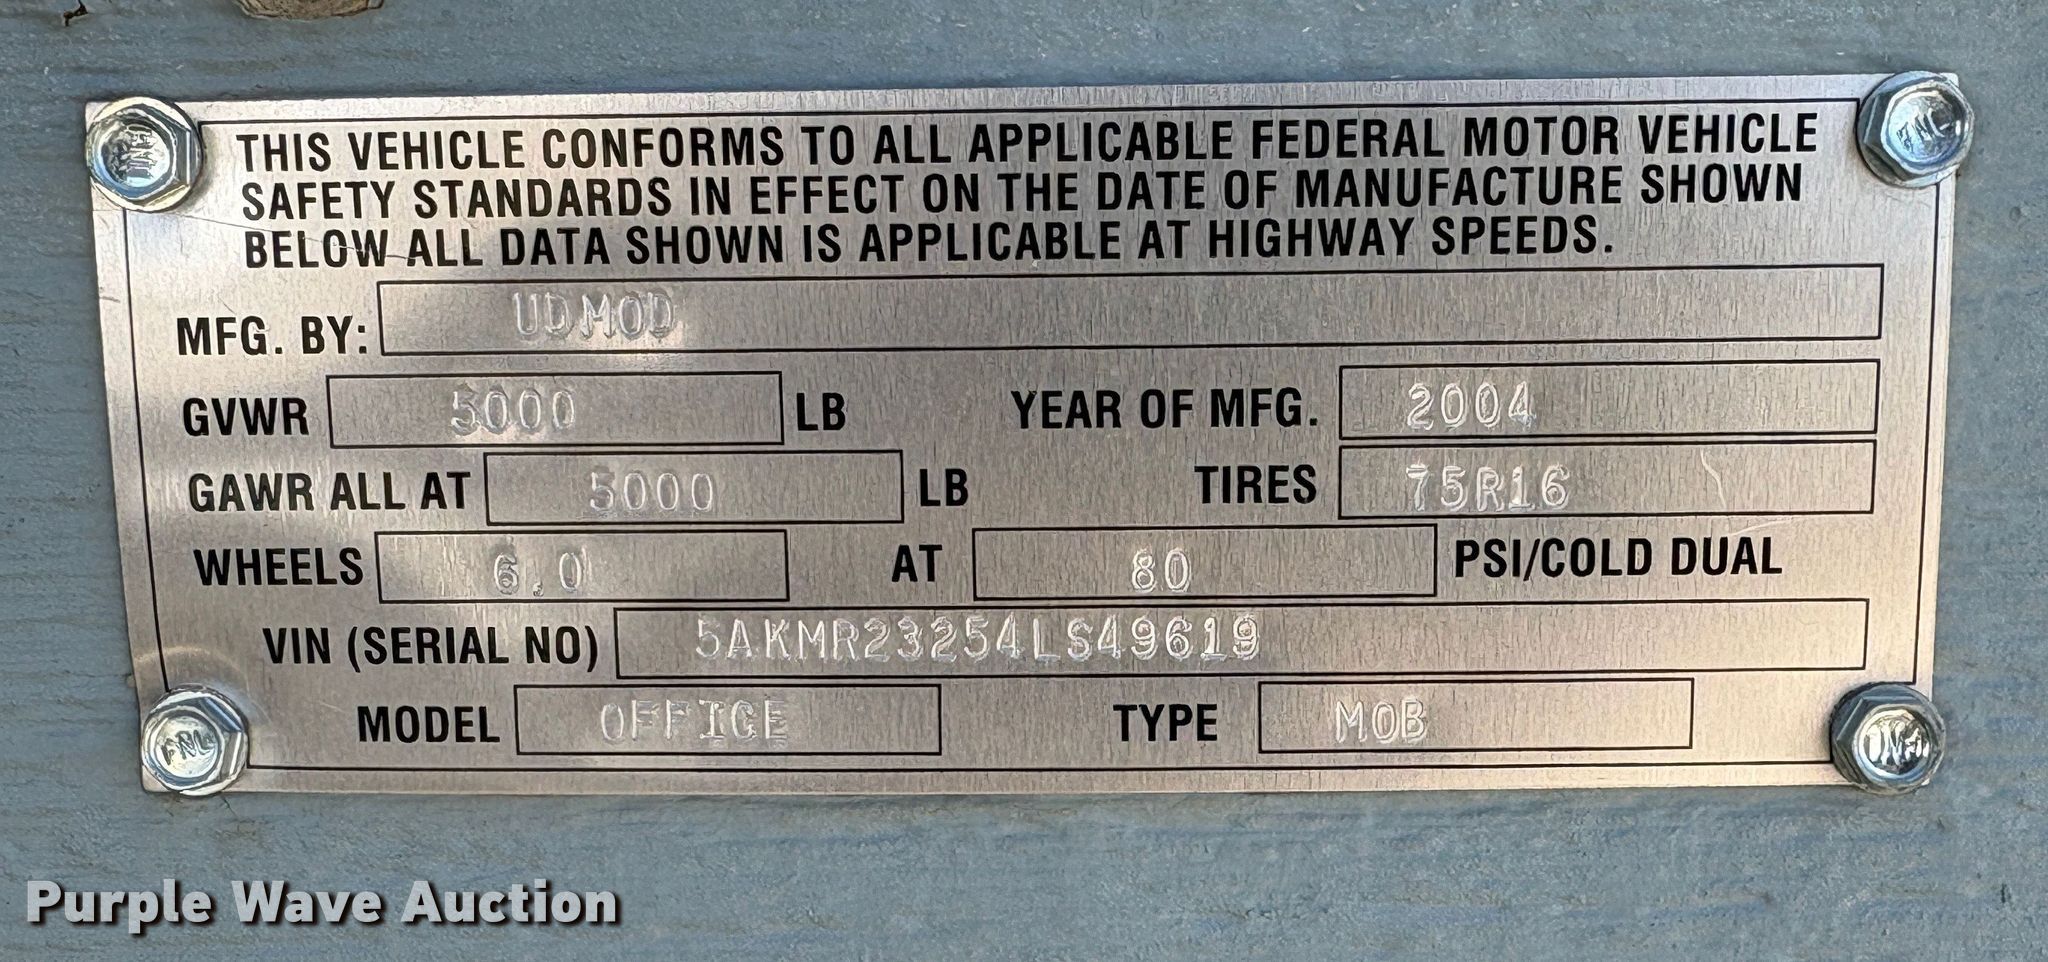 THIS VEHICLE CONFORMS TO ALL APPLICABLE FEDERAL MOTOR VEHICLE
SAFETY STANDARDS IN EFFECT ON THE DATE OF MANUFACTURE SHOWN
BELOW ALL DATA SHOWN IS APPLICABLE AT HIGHWAY SPEEDS.
MFG. BY: UDMOD
GVWR 5000 LB YEAR OF MFG. 2004
GAWR ALL AT 5000 LB TIRES 75R16
WHEELS 6.0 AT 80 PSI/COLD DUAL
VIN (SERIAL NO) 5AKMR23254LS49619
MODEL OFFICE TYPE MOB
Purple Wave Auction